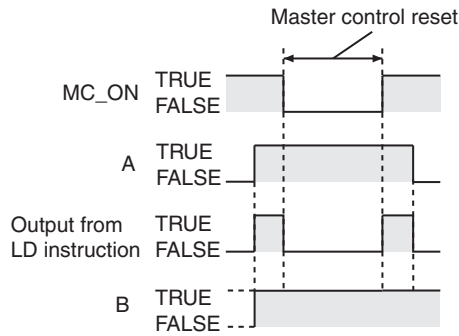 Master control reset
MC_ON
TRUE
FALSE
A
TRUE
FALSE
Output from
LD instruction
TRUE
FALSE
B
TRUE
FALSE